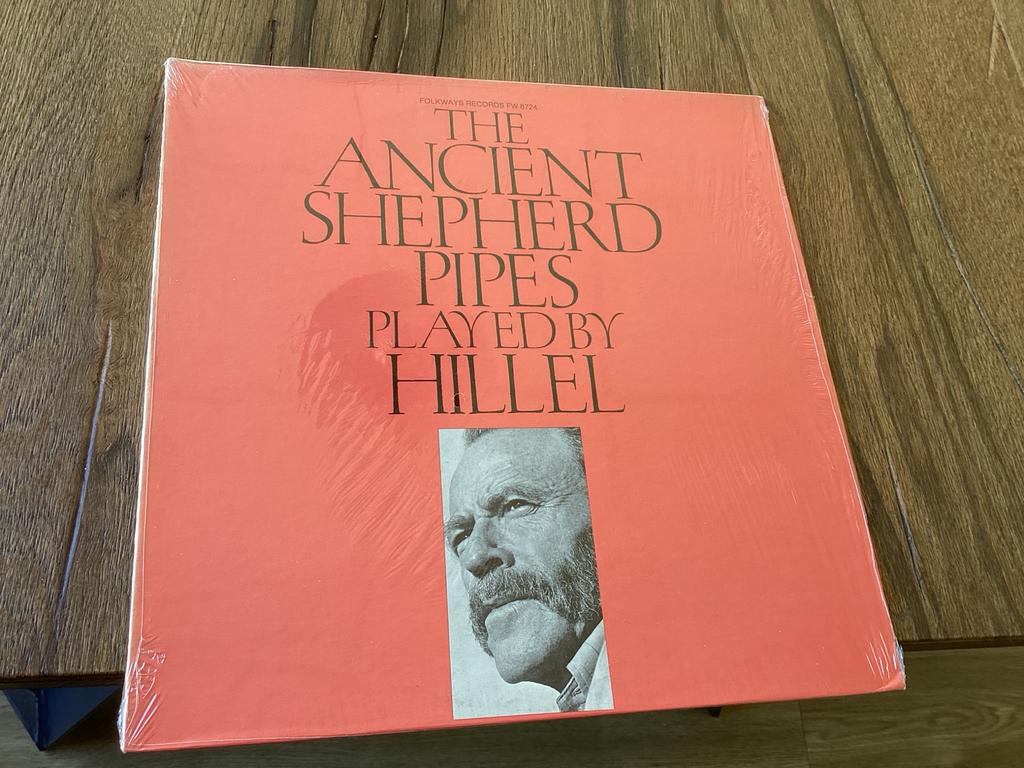 FOLKWAYS RECORDS FW 8724
THE
ANCIENT
SHEPHERD
PIPES
PLAYED BY
HILLEL